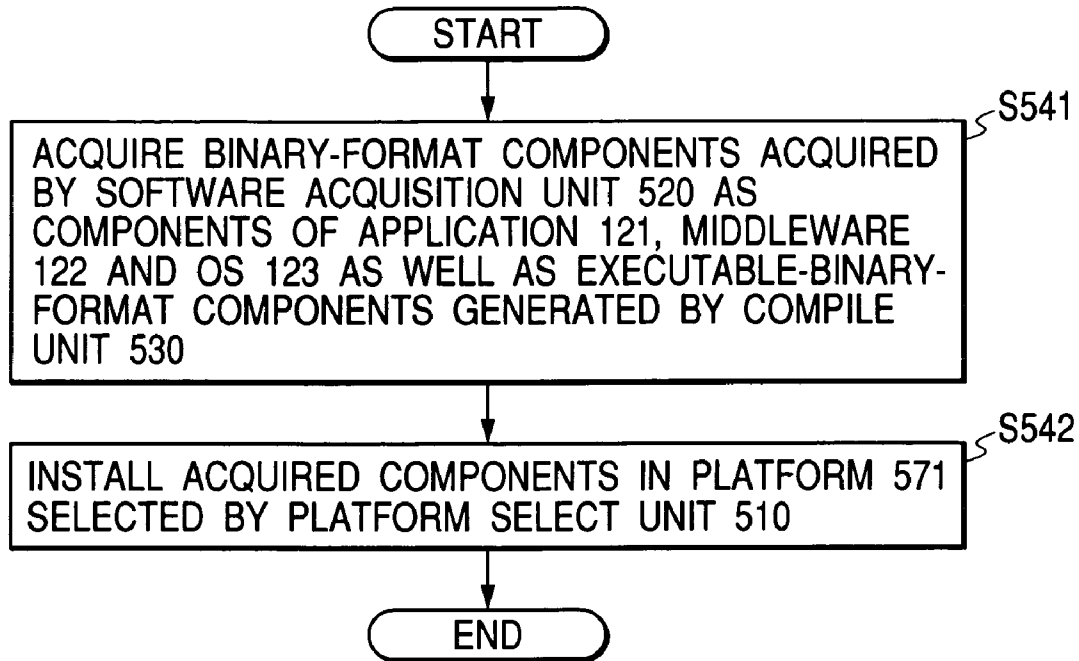 START
S541
ACQUIRE BINARY-FORMAT COMPONENTS ACQUIRED
BY SOFTWARE ACQUISITION UNIT 520 AS
COMPONENTS OF APPLICATION 121, MIDDLEWARE
122 AND OS 123 AS WELL AS EXECUTABLE-BINARY-
FORMAT COMPONENTS GENERATED BY COMPILE
UNIT 530
S542
INSTALL ACQUIRED COMPONENTS IN PLATFORM 571
SELECTED BY PLATFORM SELECT UNIT 510
END